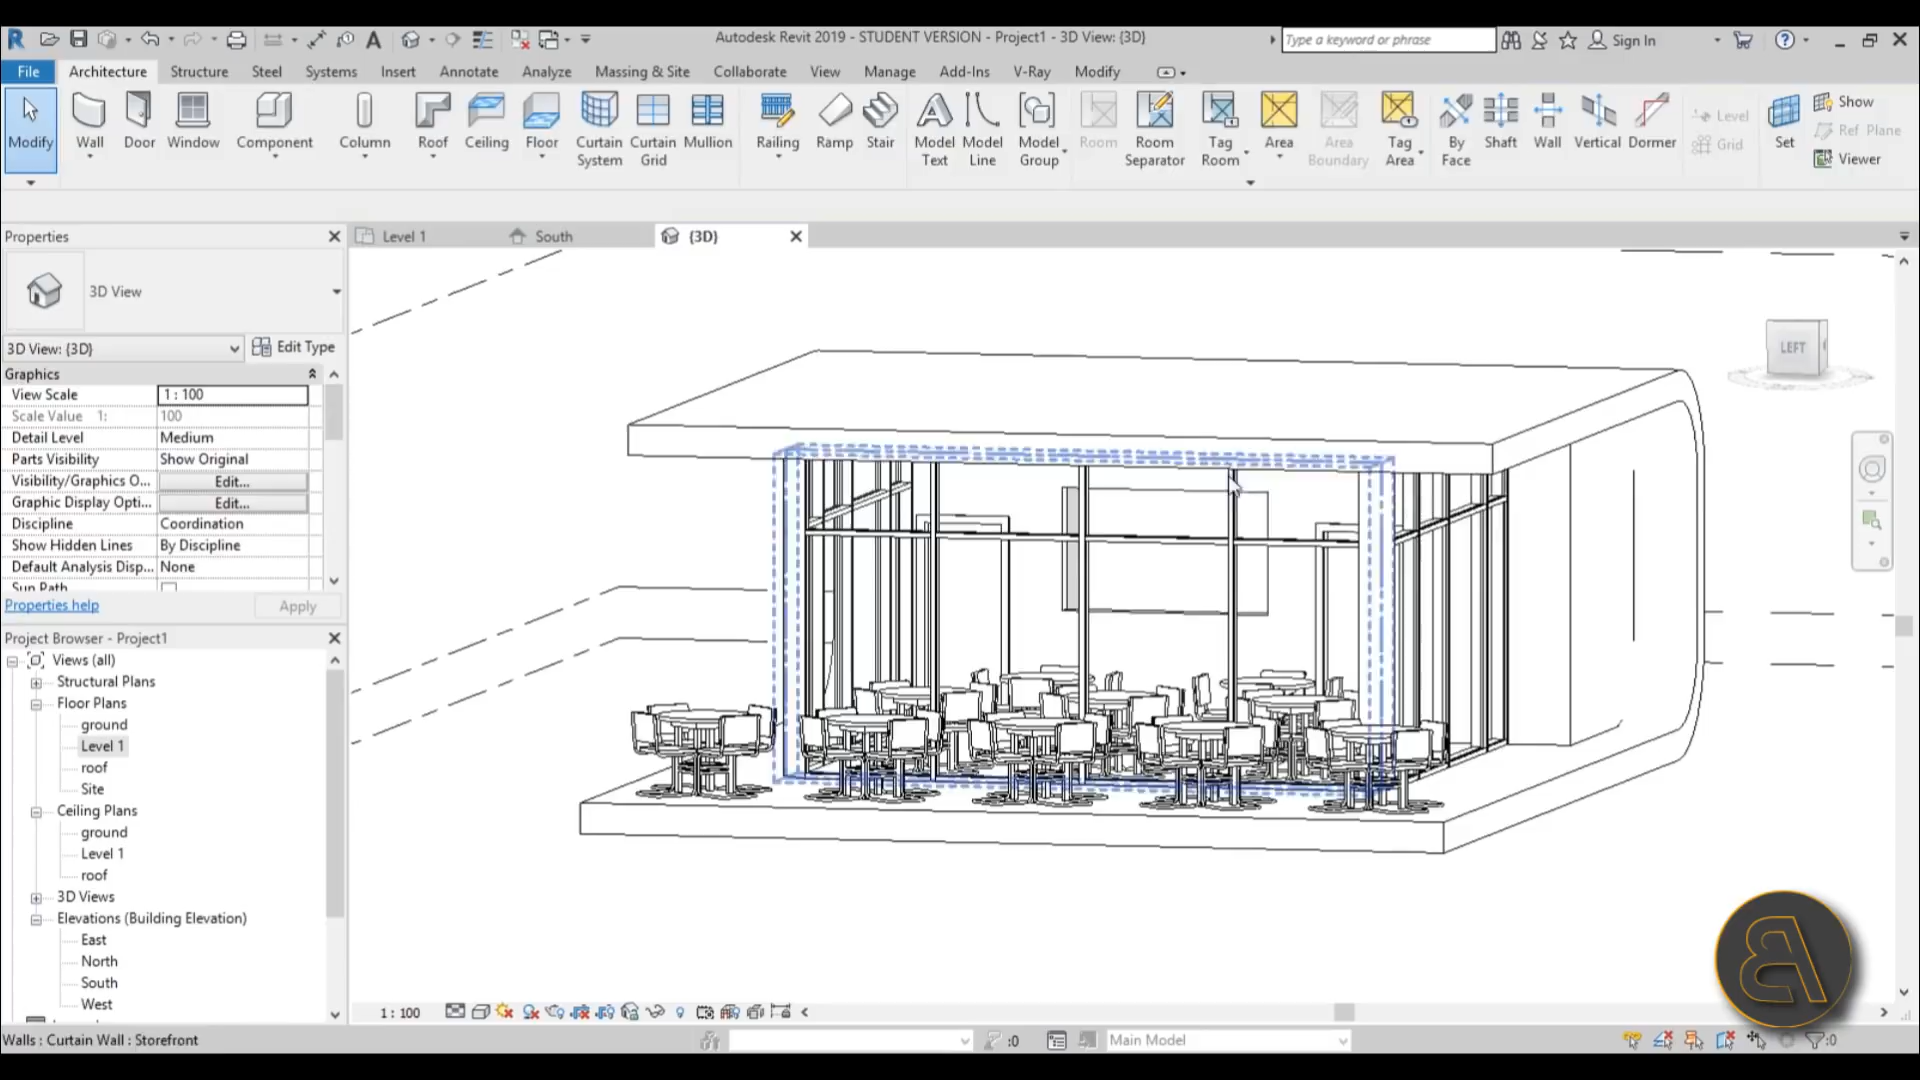 Autodesk Revit 2019 - STUDENT VERSION - Project1 - 3D View: {3D}
Type a keyword or phrase
Sign In
File
Architecture
Structure
Steel
Systems
Insert
Annotate
Analyze
Massing & Site
Collaborate
View
Manage
Add-Ins
V-Ray
Modify
Modify
Wall
Door
Window
Component
Column
Roof
Ceiling
Floor
Curtain System
Curtain Grid
Mullion
Railing
Ramp
Stair
Model Text
Model Line
Model Group
Room
Room Separator
Tag Room
Area
Area Boundary
Tag Area
By Face
Shaft
Wall
Vertical
Dormer
Level
Grid
Set
Show
Ref Plane
Viewer
Properties
Level 1
South
{3D}
3D View
3D View: {3D}
Edit Type
Graphics
View Scale 1 : 100
Scale Value 1: 100
Detail Level Medium
Parts Visibility Show Original
Visibility/Graphics O... Edit...
Graphic Display Opti... Edit...
Discipline Coordination
Show Hidden Lines By Discipline
Default Analysis Disp... None
Sun Path
Properties help
Apply
Project Browser - Project1
Views (all)
Structural Plans
Floor Plans
ground
Level 1
roof
Site
Ceiling Plans
ground
Level 1
roof
3D Views
Elevations (Building Elevation)
East
North
South
West
LEFT
1 : 100
Walls : Curtain Wall : Storefront
:0
Main Model
:0